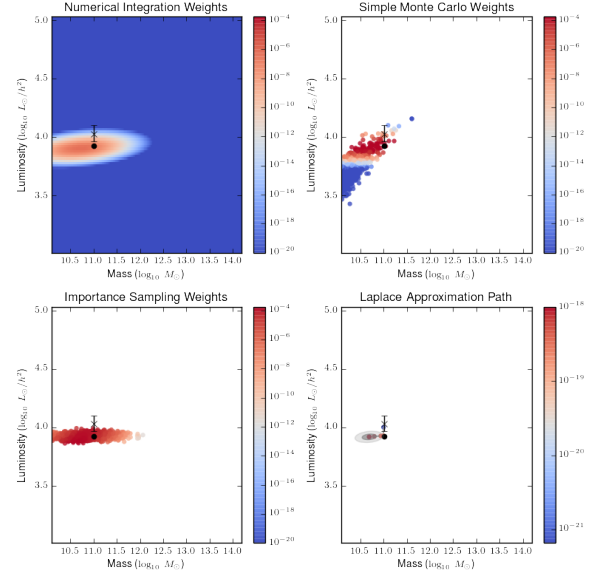 Numerical Integration Weights
Luminosity (log₁₀ L☉/h²)
5.0
4.5
4.0
3.5
10.5 11.0 11.5 12.0 12.5 13.0 13.5 14.0
Mass (log₁₀ M☉)
10⁻⁴
10⁻⁶
10⁻⁸
10⁻¹⁰
10⁻¹²
10⁻¹⁴
10⁻¹⁶
10⁻¹⁸
10⁻²⁰
Simple Monte Carlo Weights
Luminosity (log₁₀ L☉/h²)
5.0
4.5
4.0
3.5
10.5 11.0 11.5 12.0 12.5 13.0 13.5 14.0
Mass (log₁₀ M☉)
10⁻⁴
10⁻⁶
10⁻⁸
10⁻¹⁰
10⁻¹²
10⁻¹⁴
10⁻¹⁶
10⁻¹⁸
10⁻²⁰
Importance Sampling Weights
Luminosity (log₁₀ L☉/h²)
5.0
4.5
4.0
3.5
10.5 11.0 11.5 12.0 12.5 13.0 13.5 14.0
Mass (log₁₀ M☉)
10⁻⁴
10⁻⁶
10⁻⁸
10⁻¹⁰
10⁻¹²
10⁻¹⁴
10⁻¹⁶
10⁻¹⁸
10⁻²⁰
Laplace Approximation Path
Luminosity (log₁₀ L☉/h²)
5.0
4.5
4.0
3.5
10.5 11.0 11.5 12.0 12.5 13.0 13.5 14.0
Mass (log₁₀ M☉)
10⁻¹⁸
10⁻¹⁹
10⁻²⁰
10⁻²¹